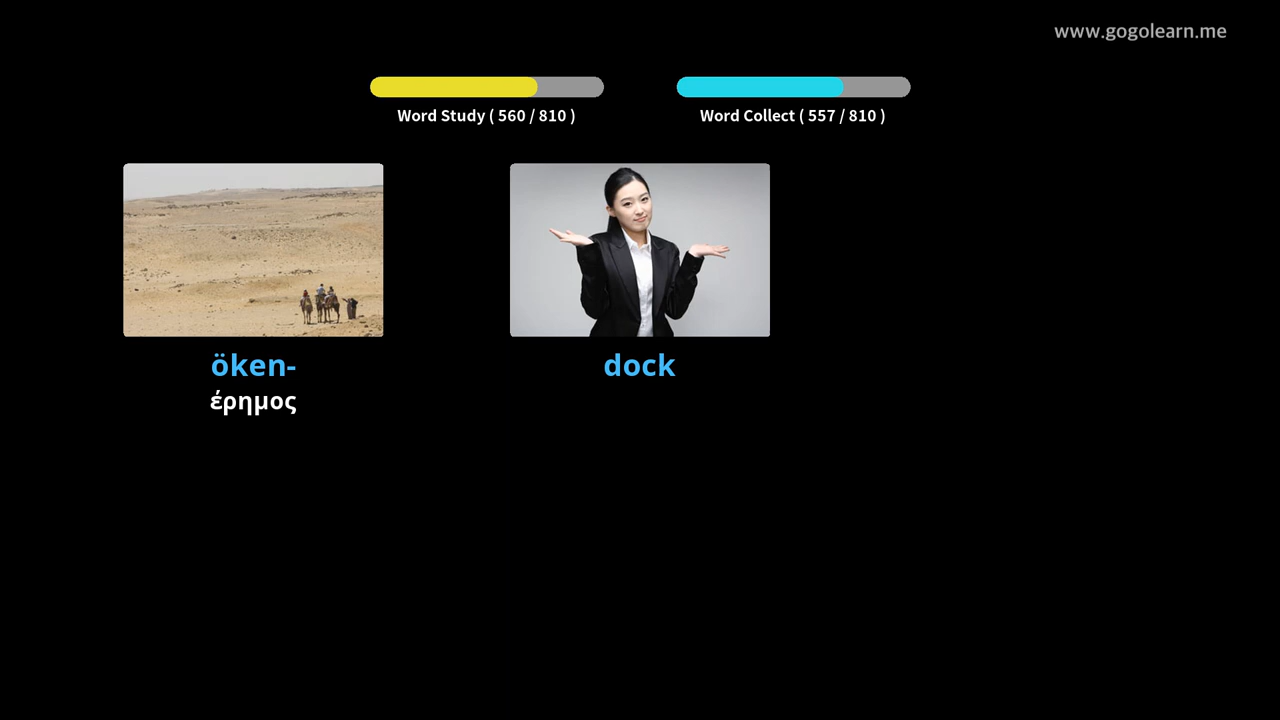 www.gogolearn.me
Word Study ( 560 / 810 )
Word Collect ( 557 / 810 )
öken-
έρημος
dock